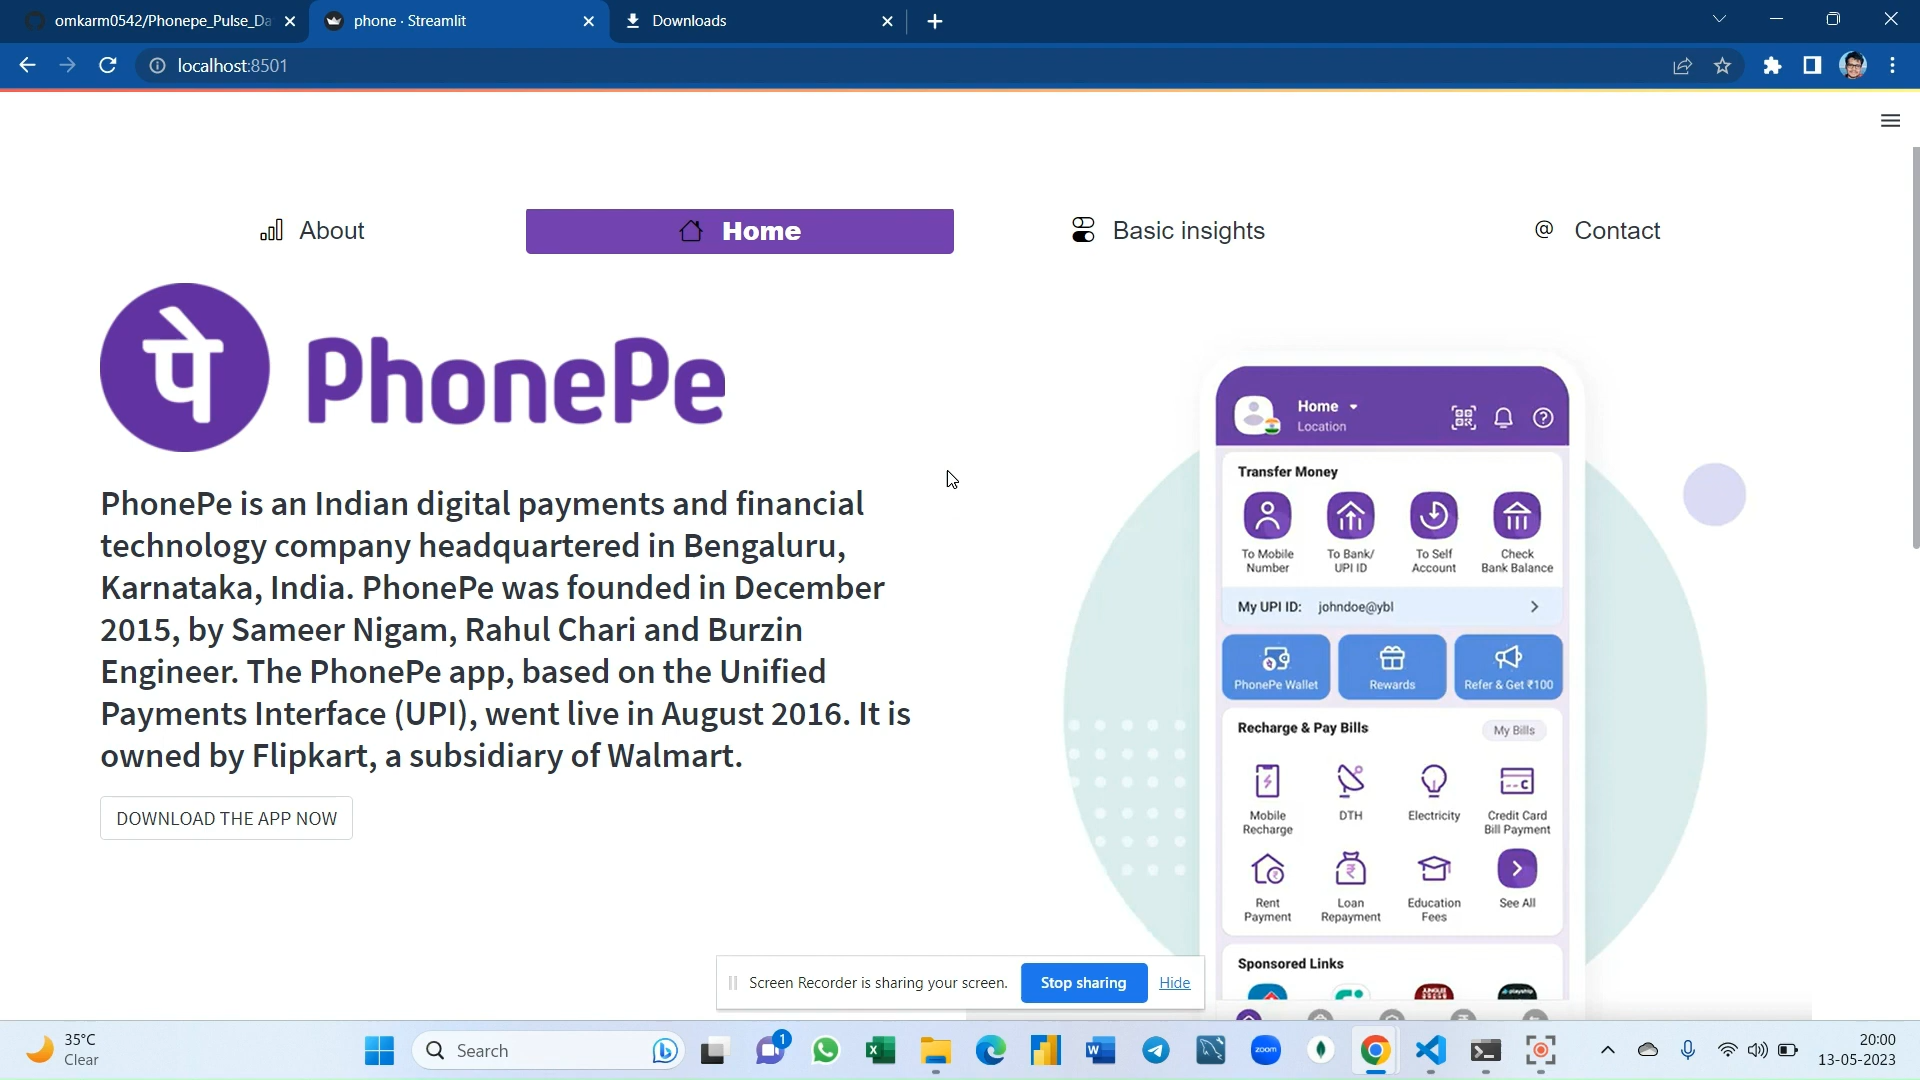 omkarm0542/Phonepe_Pulse_Da
phone · Streamlit
Downloads
localhost:8501
About
Home
Basic insights
@ Contact
पे PhonePe
PhonePe is an Indian digital payments and financial
technology company headquartered in Bengaluru,
Karnataka, India. PhonePe was founded in December
2015, by Sameer Nigam, Rahul Chari and Burzin
Engineer. The PhonePe app, based on the Unified
Payments Interface (UPI), went live in August 2016. It is
owned by Flipkart, a subsidiary of Walmart.
DOWNLOAD THE APP NOW
Home
Location
Transfer Money
To Mobile
Number
To Bank/
UPI ID
To Self
Account
Check
Bank Balance
My UPI ID: johndoe@ybl
PhonePe Wallet
Rewards
Refer & Get ₹100
Recharge & Pay Bills
My Bills
Mobile
Recharge
DTH
Electricity
Credit Card
Bill Payment
Rent
Payment
Loan
Repayment
Education
Fees
See All
Sponsored Links
Screen Recorder is sharing your screen.
Stop sharing
Hide
35°C
Clear
Search
1
zoom
20:00
13-05-2023